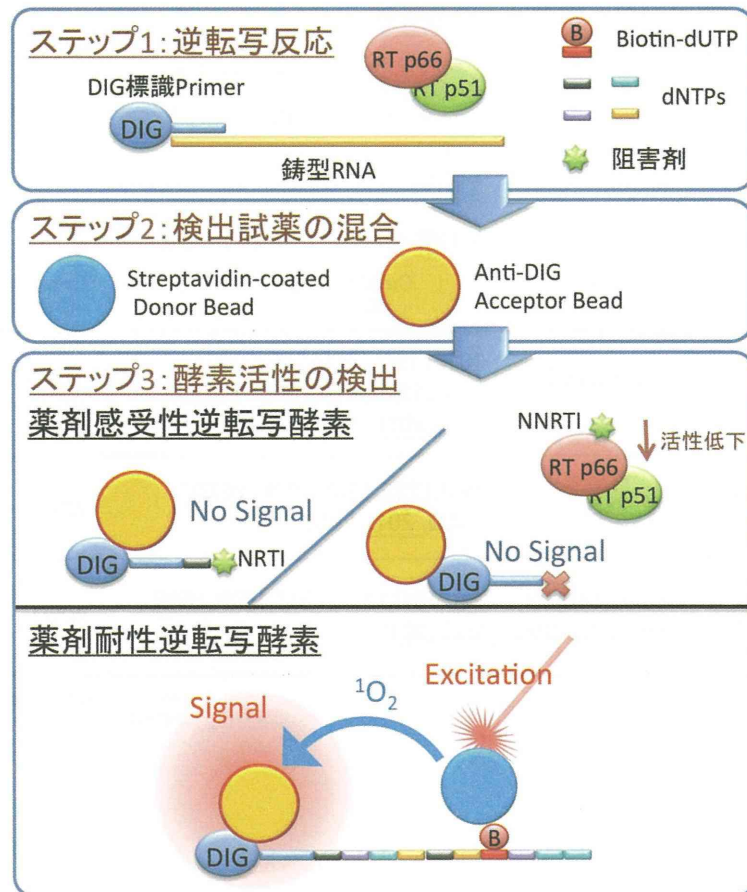 ステップ1:逆転写反応
RT p66
RT p51
DIG標識Primer
DIG
鋳型RNA
B
Biotin-dUTP
dNTPs
阻害剤
ステップ2:検出試薬の混合
Streptavidin-coated
Donor Bead
Anti-DIG
Acceptor Bead
ステップ3:酵素活性の検出
薬剤感受性逆転写酵素
No Signal
DIG
NRTI
NNRTI
RT p66
RT p51
活性低下
No Signal
DIG
薬剤耐性逆転写酵素
Signal
¹O₂
Excitation
B
DIG